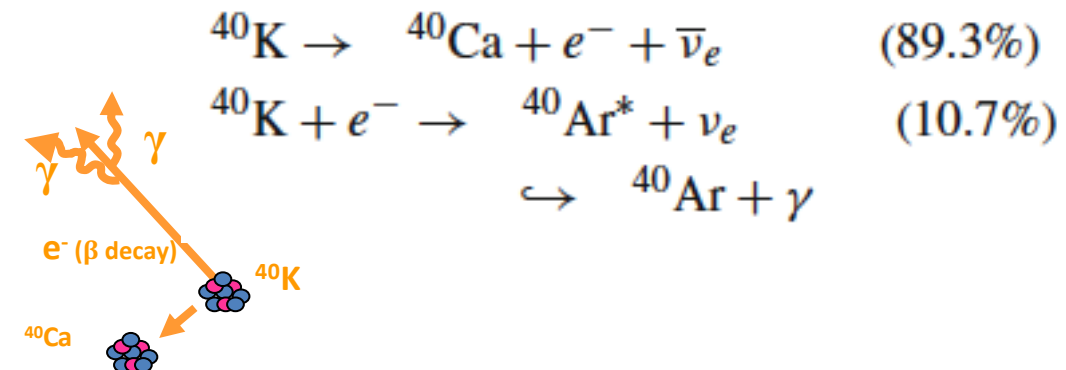 ⁴⁰K → ⁴⁰Ca + e⁻ + ν̅ₑ (89.3%)
⁴⁰K + e⁻ → ⁴⁰Ar* + νₑ (10.7%)
↪ ⁴⁰Ar + γ
γ
γ
e⁻ (β decay)
⁴⁰K
⁴⁰Ca